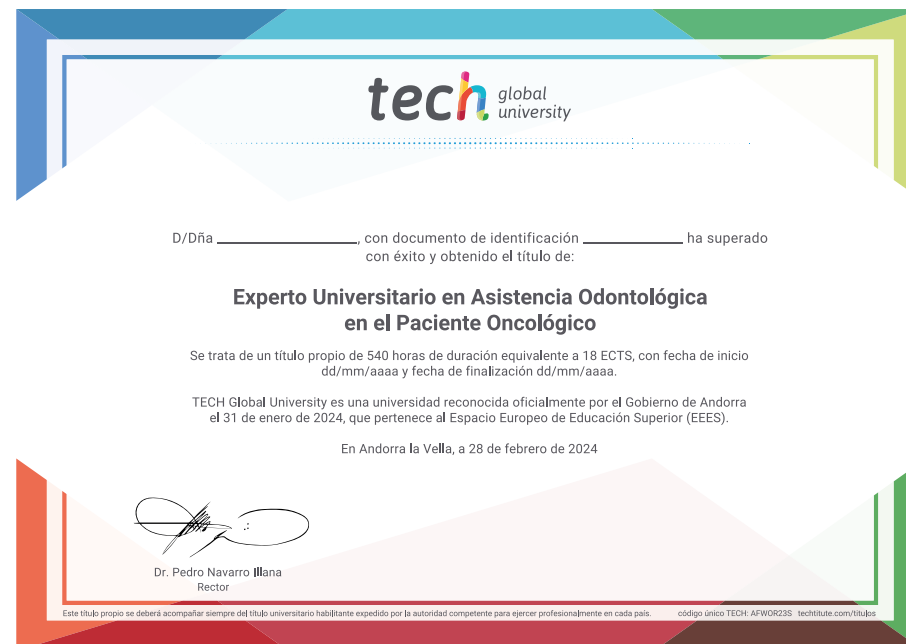 tech global university
D/Dña ____________________, con documento de identificación ______________ ha superado
con éxito y obtenido el título de:
Experto Universitario en Asistencia Odontológica
en el Paciente Oncológico
Se trata de un título propio de 540 horas de duración equivalente a 18 ECTS, con fecha de inicio
dd/mm/aaaa y fecha de finalización dd/mm/aaaa.
TECH Global University es una universidad reconocida oficialmente por el Gobierno de Andorra
el 31 de enero de 2024, que pertenece al Espacio Europeo de Educación Superior (EEES).
En Andorra la Vella, a 28 de febrero de 2024
Dr. Pedro Navarro Illana
Rector
Este título propio se deberá acompañar siempre del título universitario habilitante expedido por la autoridad competente para ejercer profesionalmente en cada país. código único TECH: AFWOR23S techtitute.com/titulos